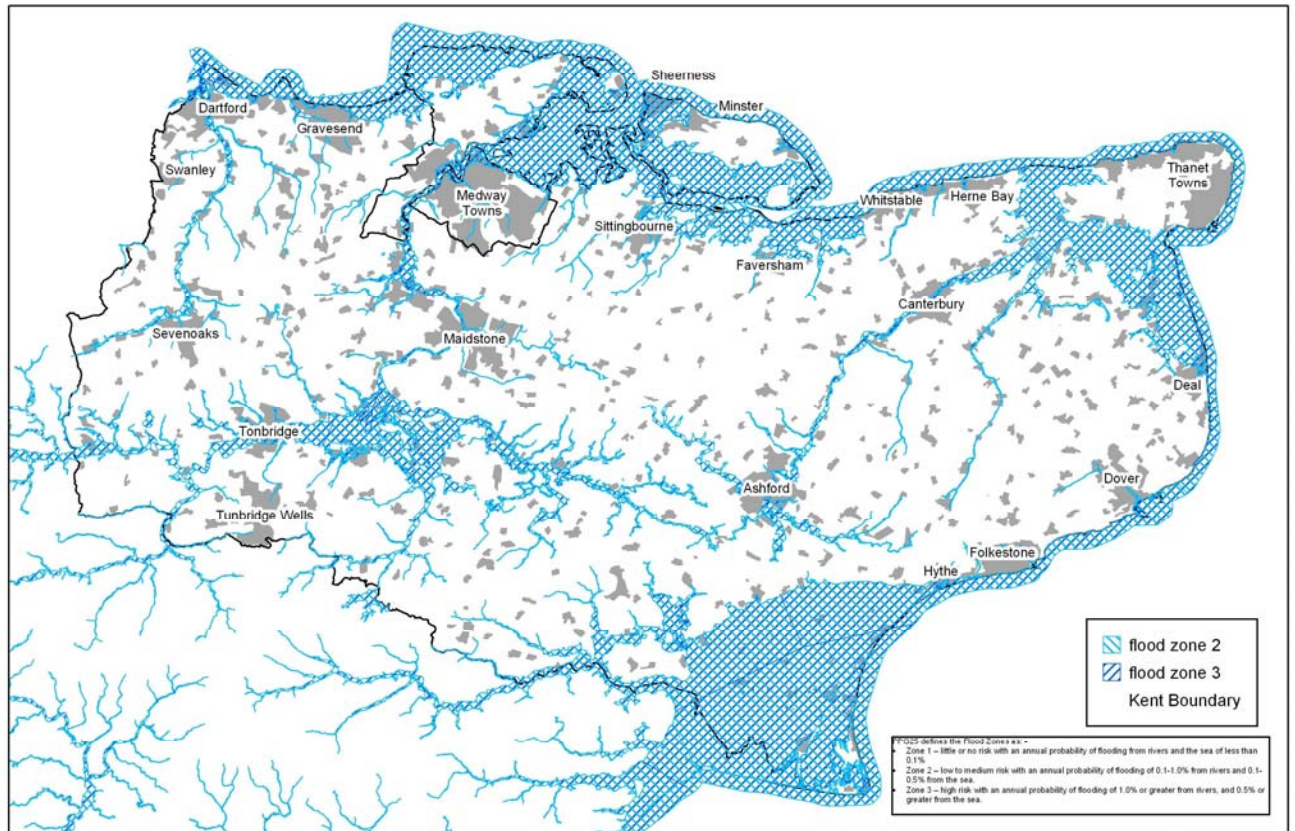 Sheerness
Minster
Dartford
Gravesend
Thanet
Towns
Swanley
Medway
Towns
Whitstable
Herne Bay
Sittingbourne
Faversham
Canterbury
Sevenoaks
Maidstone
Deal
Tonbridge
Ashford
Dover
Tunbridge Wells
Folkestone
Hythe
flood zone 2
flood zone 3
Kent Boundary
defines the Flood Zones as: -
• Zone 1 – little or no risk with an annual probability of flooding from rivers and the sea of less than
0.1%
• Zone 2 – low to medium risk with an annual probability of flooding of 0.1-1.0% from rivers and 0.1-
0.5% from the sea.
• Zone 3 – high risk with an annual probability of flooding of 1.0% or greater from rivers, and 0.5% or
greater from the sea.